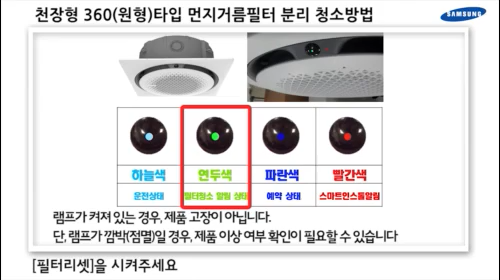 천장형 360(원형)타입 먼지거름필터 분리 청소방법
SAMSUNG
하늘색 연두색 파란색 빨간색
운전상태 필터청소 알림 상태 예약 상태 스마트인스톨알림
램프가 켜져 있는 경우, 제품 고장이 아닙니다.
단, 램프가 깜박(점멸)일 경우, 제품 이상 여부 확인이 필요할 수 있습니다
[필터리셋]을 시켜주세요